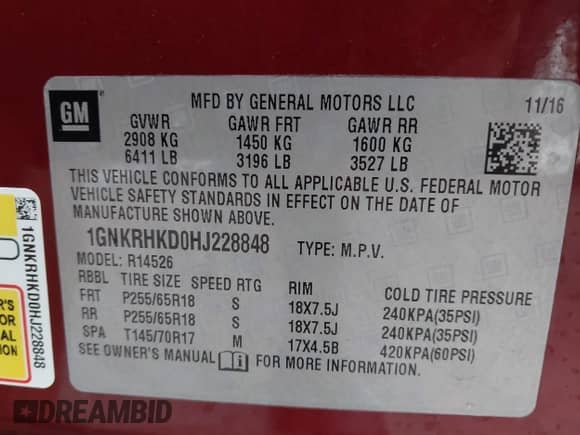 GM
MFD BY GENERAL MOTORS LLC 11/16
GVWR GAWR FRT GAWR RR
2908 KG 1450 KG 1600 KG
6411 LB 3196 LB 3527 LB
THIS VEHICLE CONFORMS TO ALL APPLICABLE U.S. FEDERAL MOTOR
VEHICLE SAFETY STANDARDS IN EFFECT ON THE DATE OF
MANUFACTURE SHOWN ABOVE.
1GNKRHKD0HJ228848 TYPE: M.P.V.
MODEL: R14526
RBBL TIRE SIZE SPEED RTG RIM COLD TIRE PRESSURE
FRT P255/65R18 S 18X7.5J 240KPA(35PSI)
RR P255/65R18 S 18X7.5J 240KPA(35PSI)
SPA T145/70R17 M 17X4.5B 420KPA(60PSI)
SEE OWNER'S MANUAL FOR MORE INFORMATION.
1GNKRHKD0HJ228848
DREAMBID